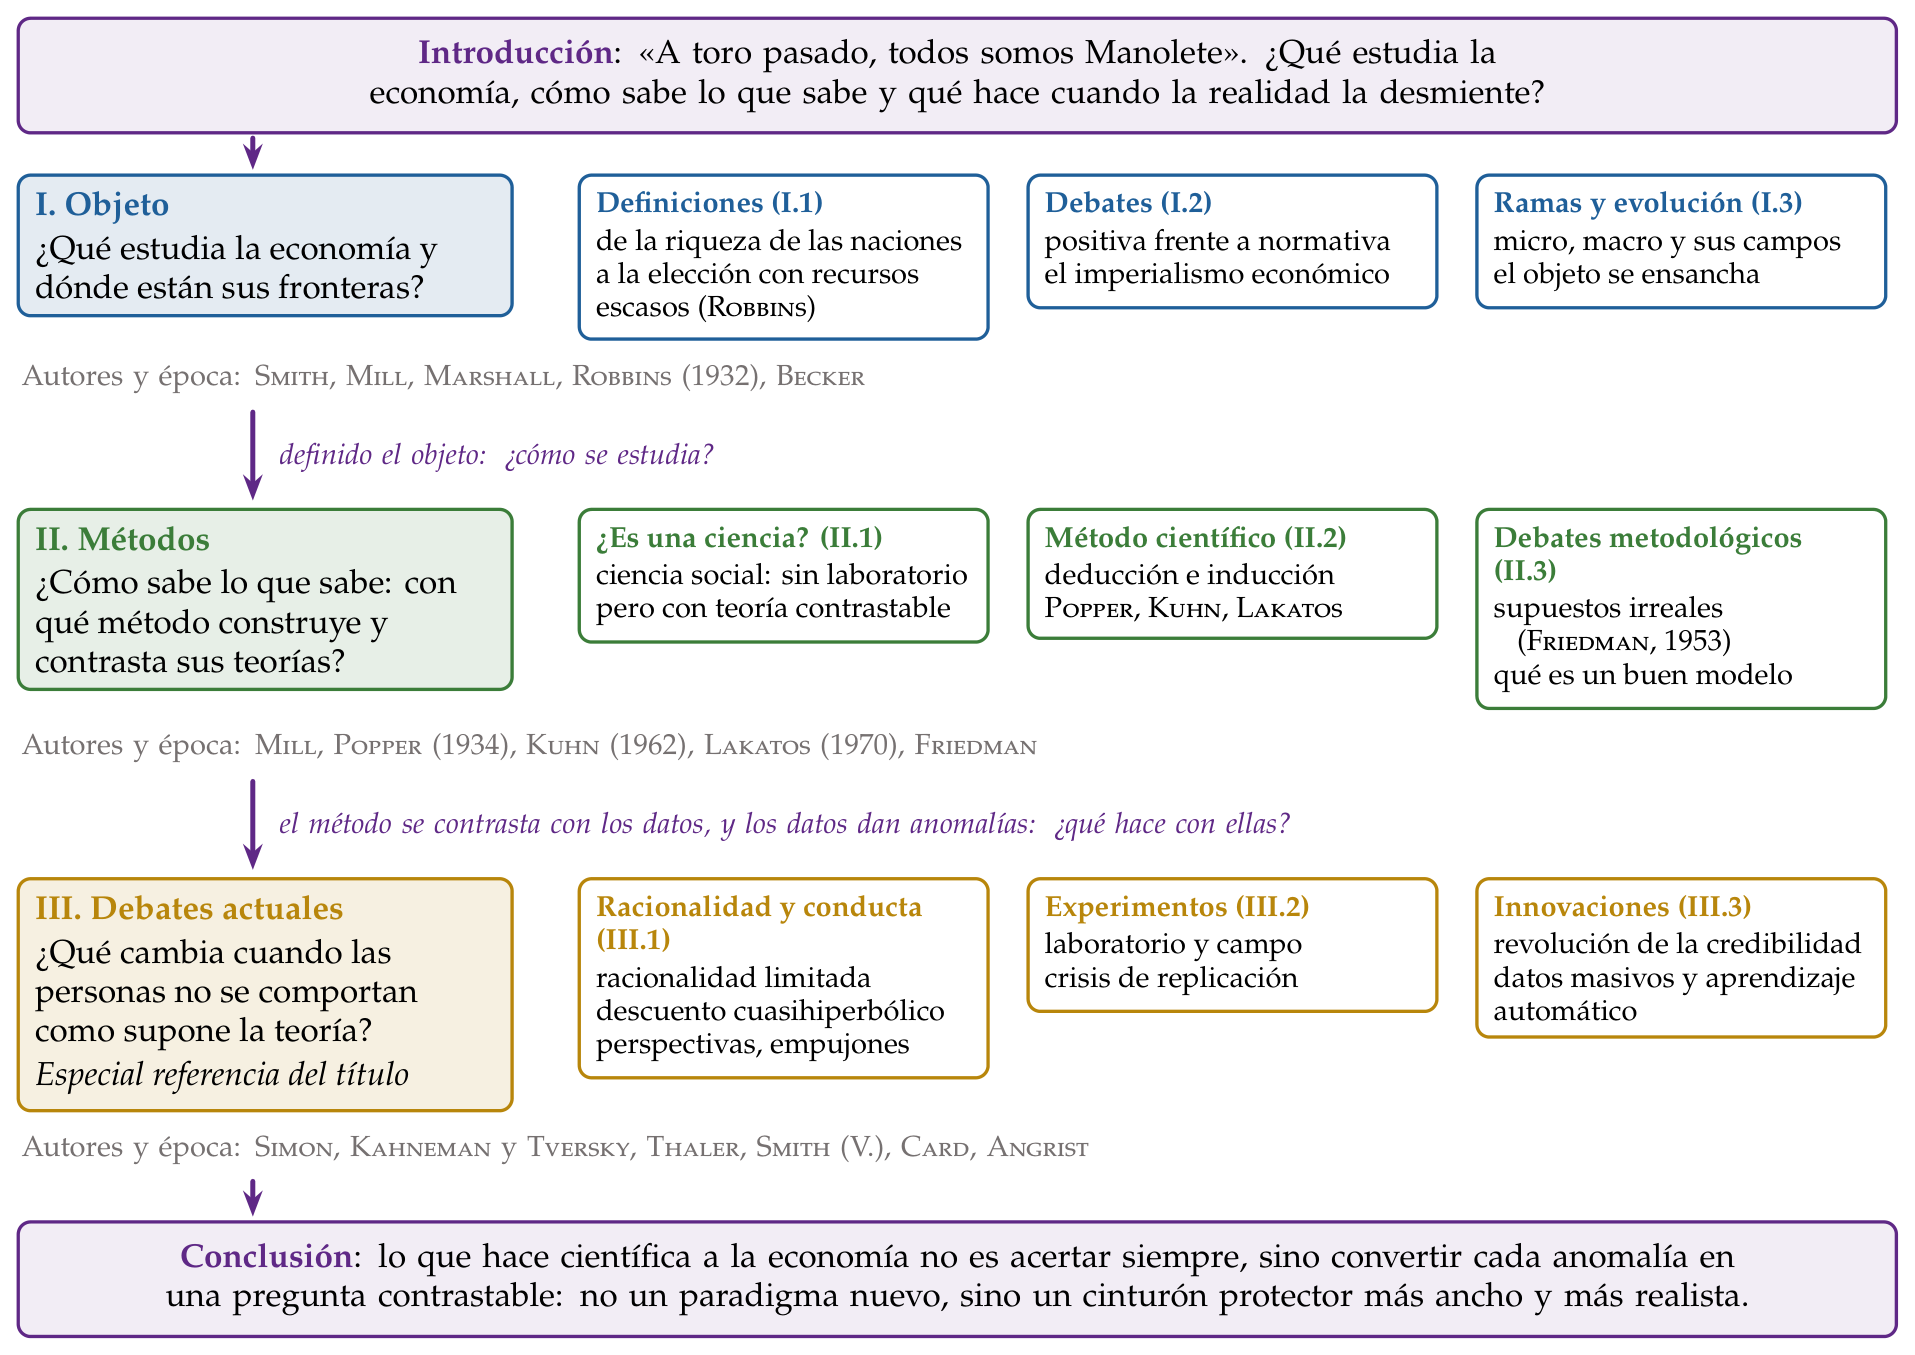 Introducción: «A toro pasado, todos somos Manolete». ¿Qué estudia la
economía, cómo sabe lo que sabe y qué hace cuando la realidad la desmiente?
I. Objeto
¿Qué estudia la economía y
dónde están sus fronteras?
Definiciones (I.1)
de la riqueza de las naciones
a la elección con recursos
escasos (Robbins)
Debates (I.2)
positiva frente a normativa
el imperialismo económico
Ramas y evolución (I.3)
micro, macro y sus campos
el objeto se ensancha
Autores y época: Smith, Mill, Marshall, Robbins (1932), Becker
definido el objeto: ¿cómo se estudia?
II. Métodos
¿Cómo sabe lo que sabe: con
qué método construye y
contrasta sus teorías?
¿Es una ciencia? (II.1)
ciencia social: sin laboratorio
pero con teoría contrastable
Método científico (II.2)
deducción e inducción
Popper, Kuhn, Lakatos
Debates metodológicos
(II.3)
supuestos irreales
(Friedman, 1953)
qué es un buen modelo
Autores y época: Mill, Popper (1934), Kuhn (1962), Lakatos (1970), Friedman
el método se contrasta con los datos, y los datos dan anomalías: ¿qué hace con ellas?
III. Debates actuales
¿Qué cambia cuando las
personas no se comportan
como supone la teoría?
Especial referencia del título
Racionalidad y conducta
(III.1)
racionalidad limitada
descuento cuasihiperbólico
perspectivas, empujones
Experimentos (III.2)
laboratorio y campo
crisis de replicación
Innovaciones (III.3)
revolución de la credibilidad
datos masivos y aprendizaje
automático
Autores y época: Simon, Kahneman y Tversky, Thaler, Smith (V.), Card, Angrist
Conclusión: lo que hace científica a la economía no es acertar siempre, sino convertir cada anomalía en
una pregunta contrastable: no un paradigma nuevo, sino un cinturón protector más ancho y más realista.